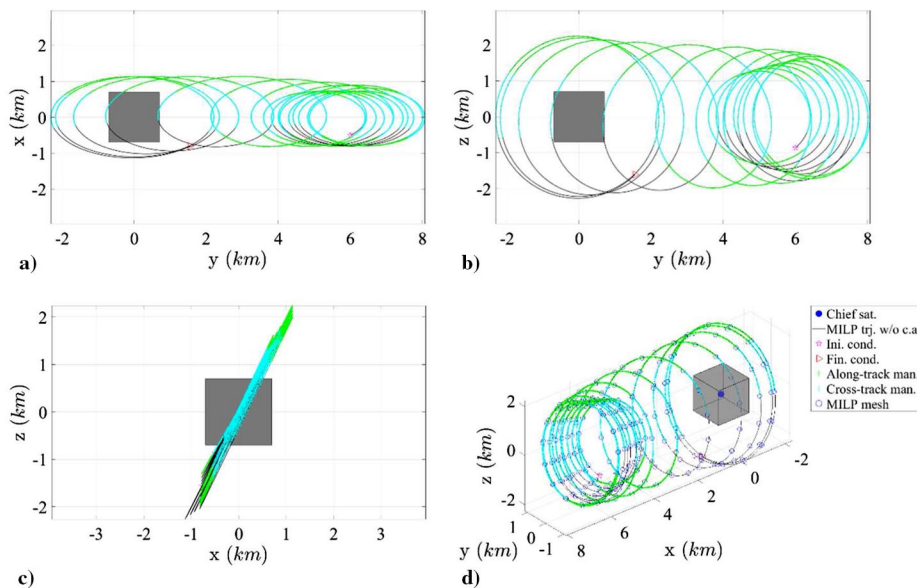 2
1
0
-1
-2
x (km)
-2 0 2 4 6 8
y (km)
a)
2
1
0
-1
-2
z (km)
-2 0 2 4 6 8
y (km)
b)
2
1
0
-1
-2
z (km)
-3 -2 -1 0 1 2 3
x (km)
c)
Chief sat.
MILP trj. w/o c.a
Ini. cond.
Fin. cond.
Along-track man.
Cross-track man.
MILP mesh
2
0
-2
z (km)
1
0
-1
y (km)
8 6 4 2 0 -2
x (km)
d)